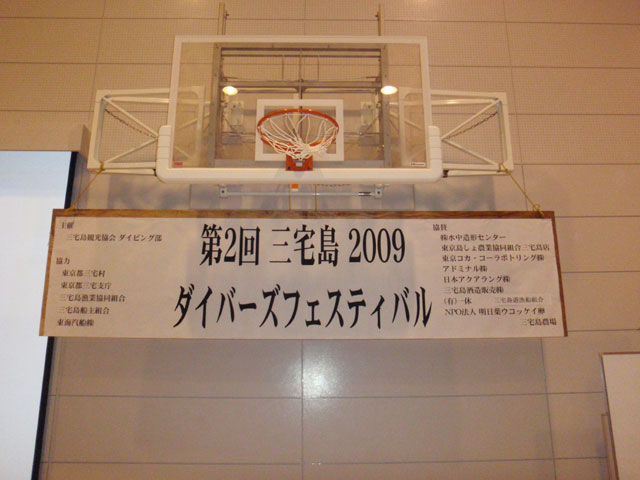 第2回 三宅島 2009
ダイバーズフェスティバル
主催
三宅島観光協会 ダイビング部
協力
東京都三宅村
東京都三宅支庁
三宅島漁業協同組合
三宅島船主組合
東海汽船㈱
協賛
㈱水中造形センター
東京島しょ農業協同組合 三宅島店
東京コカ・コーラボトリング㈱
アドミナル㈱
日本アクアラング㈱
三宅島酒造販売㈱
(有)一休
NPO法人 明日葉ウコッケイ卵
三宅島農場